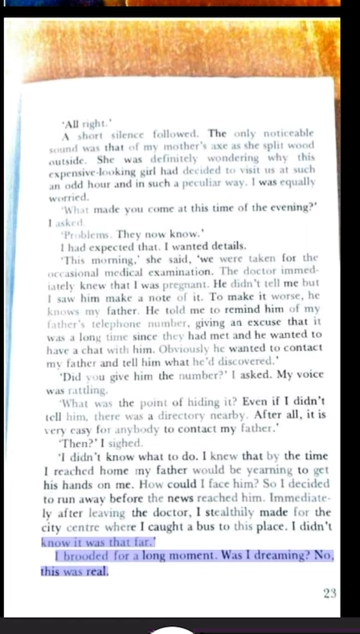 'All right.'
A short silence followed. The only noticeable
sound was that of my mother's axe as she split wood
outside. She was definitely wondering why this
expensive-looking girl had decided to visit us at such
an odd hour and in such a peculiar way. I was equally
worried.
'What made you come at this time of the evening?'
I asked.
'Problems. They now know.'
I had expected that. I wanted details.
'This morning,' she said, 'we were taken for the
occasional medical examination. The doctor immed-
iately knew that I was pregnant. He didn't tell me but
I saw him make a note of it. To make it worse, he
knows my father. He told me to remind him of my
father's telephone number, giving an excuse that it
was a long time since they had met and he wanted to
have a chat with him. Obviously he wanted to contact
my father and tell him what he'd discovered.'
'Did you give him the number?' I asked. My voice
was rattling.
'What was the point of hiding it? Even if I didn't
tell him, there was a directory nearby. After all, it is
very easy for anybody to contact my father.'
'Then?' I sighed.
'I didn't know what to do. I knew that by the time
I reached home my father would be yearning to get
his hands on me. How could I face him? So I decided
to run away before the news reached him. Immediate-
ly after leaving the doctor, I stealthily made for the
city centre where I caught a bus to this place. I didn't
know it was that far.'
I brooded for a long moment. Was I dreaming? No,
this was real.
23